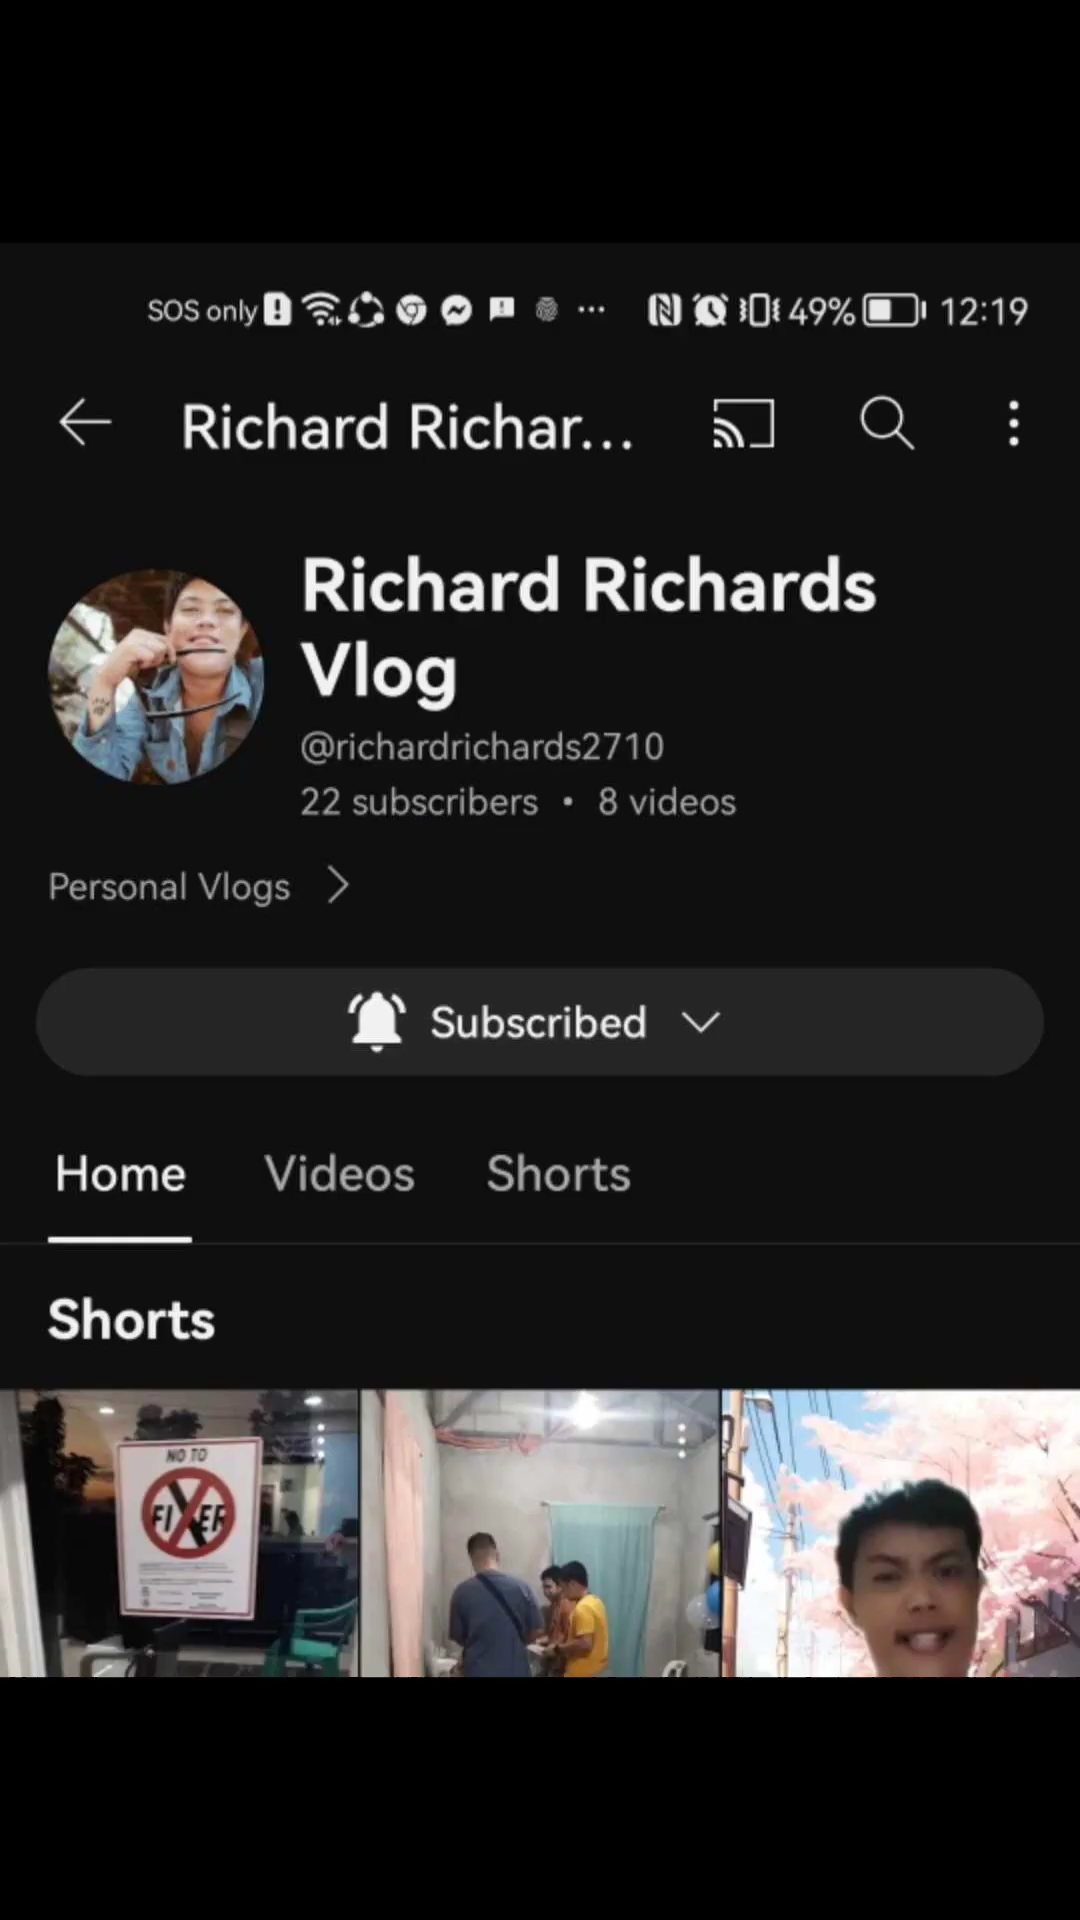 SOS only 49% 12:19
Richard Richar...
Richard Richards
Vlog
@richardrichards2710
22 subscribers • 8 videos
Personal Vlogs
Subscribed
Home Videos Shorts
Shorts
NO TO
FIXER